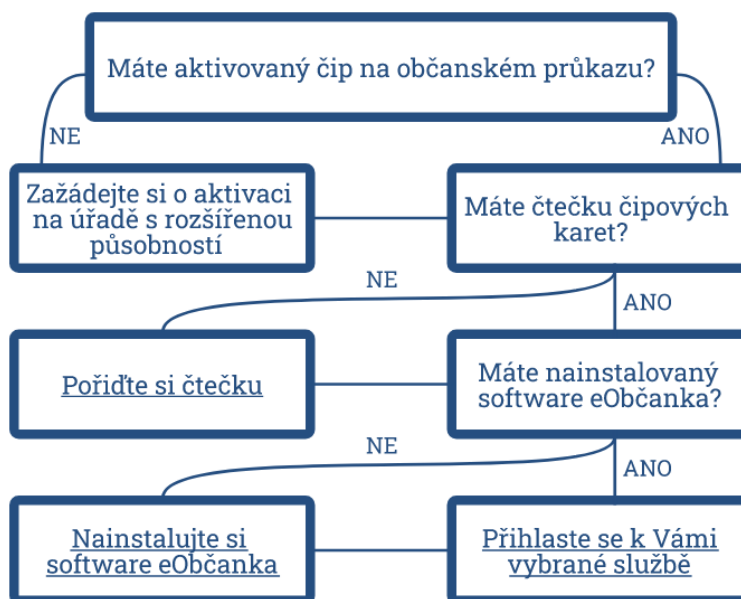 Máte aktivovaný čip na občanském průkazu?
NE
ANO
Zažádejte si o aktivaci
na úřadě s rozšířenou
působností
Máte čtečku čipových
karet?
NE
ANO
Pořiďte si čtečku
Máte nainstalovaný
software eObčanka?
NE
ANO
Nainstalujte si
software eObčanka
Přihlaste se k Vámi
vybrané službě